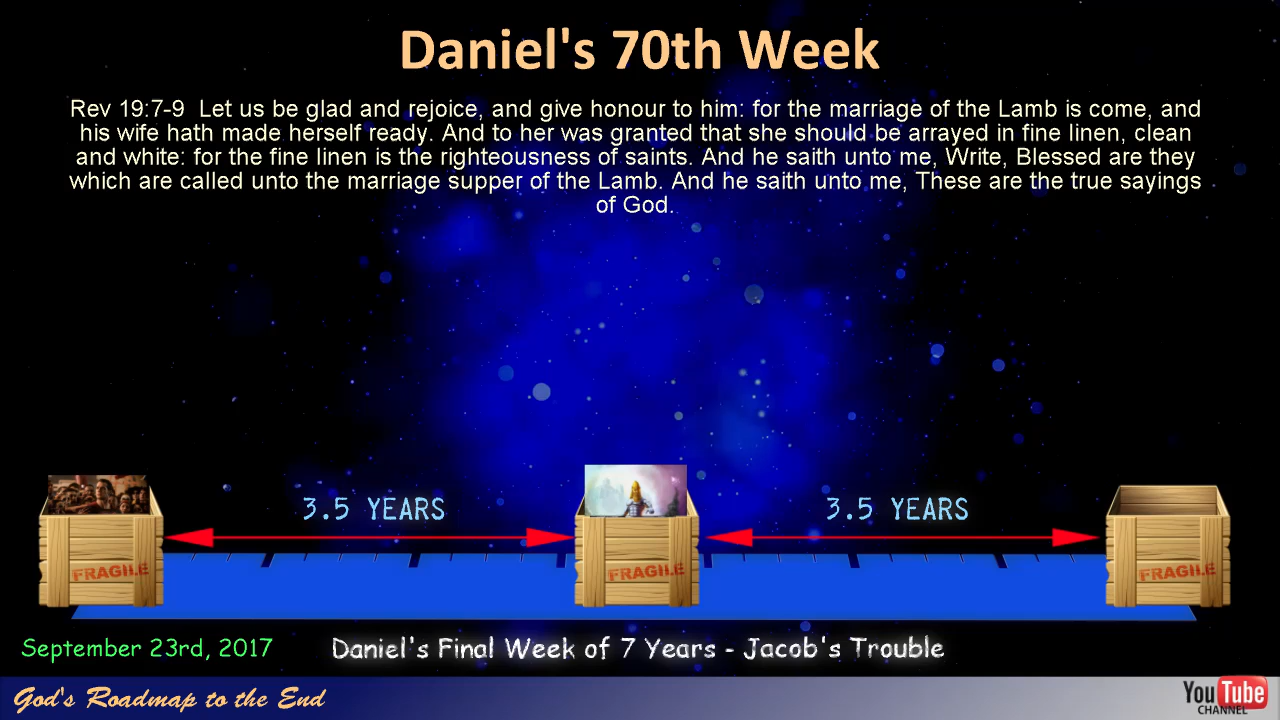 Daniel's 70th Week
Rev 19:7-9  Let us be glad and rejoice, and give honour to him: for the marriage of the Lamb is come, and
his wife hath made herself ready. And to her was granted that she should be arrayed in fine linen, clean
and white: for the fine linen is the righteousness of saints. And he saith unto me, Write, Blessed are they
which are called unto the marriage supper of the Lamb. And he saith unto me, These are the true sayings
of God.
3.5 YEARS
3.5 YEARS
FRAGILE
FRAGILE
FRAGILE
September 23rd, 2017
Daniel's Final Week of 7 Years - Jacob's Trouble
God's Roadmap to the End
YouTube
CHANNEL